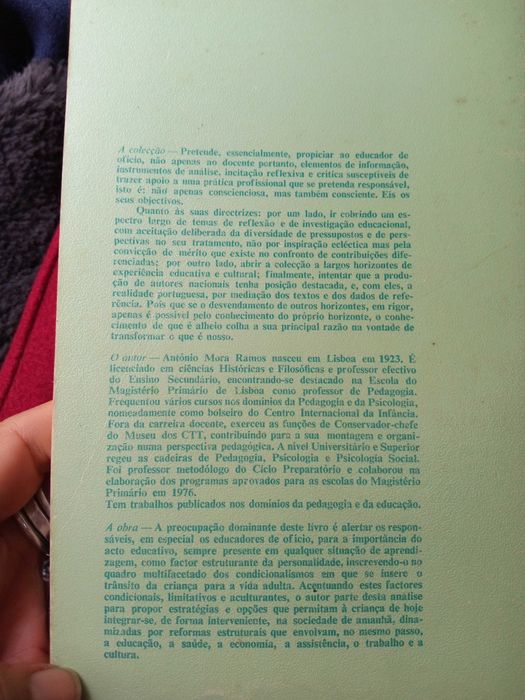 A colecção — Pretende, essencialmente, propiciar ao educador de
ofício, não apenas ao docente portanto, elementos de informação,
instrumentos de análise, incitação reflexiva e crítica susceptíveis de
trazer apoio a uma prática profissional que se pretenda responsável,
isto é: não apenas conscienciosa, mas também consciente. Eis os
seus objectivos.
Quanto às suas directrizes: por um lado, ir cobrindo um es-
pectro largo de temas de reflexão e de investigação educacional,
com aceitação deliberada da diversidade de pressupostos e de pers-
pectivas no seu tratamento, não por inspiração ecléctica mas pela
convicção de mérito que existe no confronto de contribuições dife-
renciadas; por outro lado, abrir a colecção a largos horizontes de
experiência educativa e cultural; finalmente, intentar que a produ-
ção de autores nacionais tenha posição destacada, e, com eles, a
realidade portuguesa, por mediação dos textos e dos dados de refe-
rência. Pois que se o desvendamento de outros horizontes, em rigor,
apenas é possível pelo conhecimento do próprio horizonte, o conhe-
cimento de que é alheio colha a sua principal razão na vontade de
transformar o que é nosso.
O autor — António Mora Ramos nasceu em Lisboa em 1923. É
licenciado em ciências Históricas e Filosóficas e professor efectivo
do Ensino Secundário, encontrando-se destacado na Escola do
Magistério Primário de Lisboa como professor de Pedagogia.
Frequentou vários cursos nos domínios da Pedagogia e da Psicologia,
nomeadamente como bolseiro do Centro Internacional da Infância.
Fora da carreira docente, exerceu as funções de Conservador-chefe
do Museu dos CTT, contribuindo para a sua montagem e organi-
zação numa perspectiva pedagógica. A nível Universitário e Superior
regeu as cadeiras de Pedagogia, Psicologia e Psicologia Social.
Foi professor metodólogo do Ciclo Preparatório e colaborou na
elaboração dos programas aprovados para as escolas do Magistério
Primário em 1976.
Tem trabalhos publicados nos domínios da pedagogia e da educação.
A obra — A preocupação dominante deste livro é alertar os respon-
sáveis, em especial os educadores de ofício, para a importância do
acto educativo, sempre presente em qualquer situação de aprendi-
zagem, como factor estruturante da personalidade, inscrevendo-o no
quadro multifacetado dos condicionalismos em que se insere o
trânsito da criança para a vida adulta. Acentuando estes factores
condicionais, limitativos e aculturantes, o autor parte desta análise
para propor estratégias e opções que permitam à criança de hoje
integrar-se, de forma interveniente, na sociedade de amanhã, dina-
mizadas por reformas estruturais que envolvam, no mesmo passo,
a educação, a saúde, a economia, a assistência, o trabalho e a
cultura.